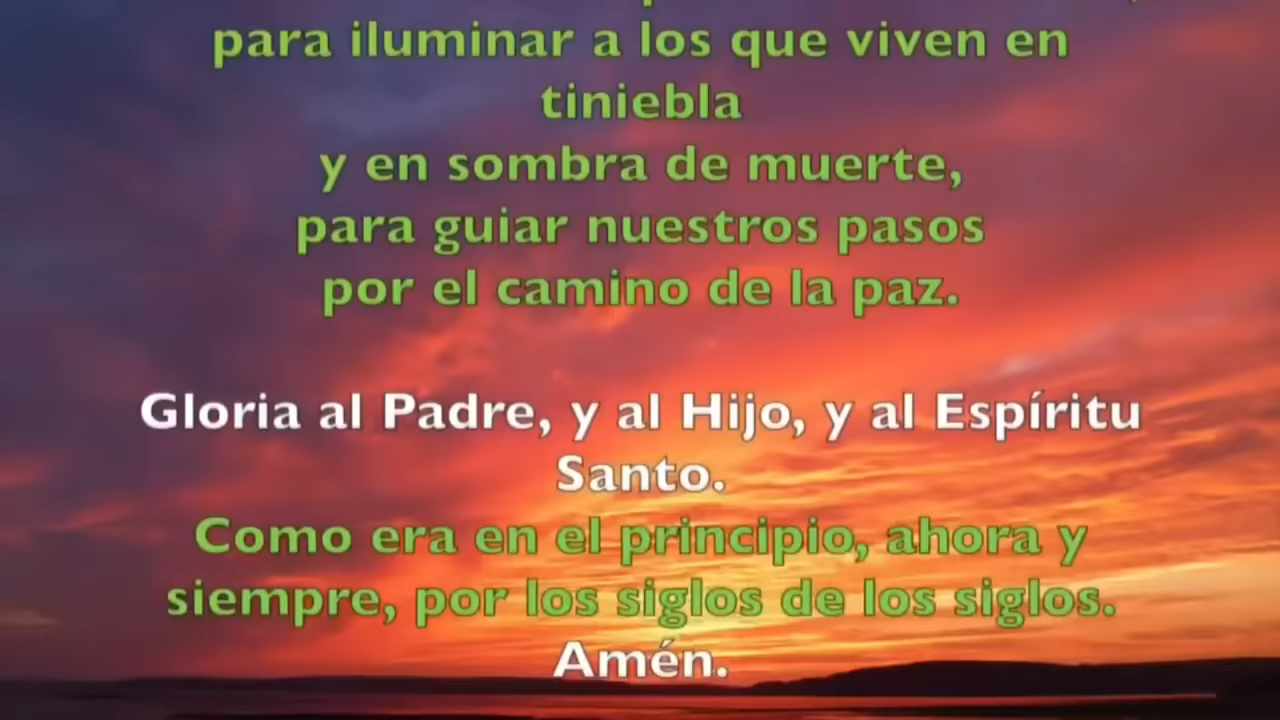 para iluminar a los que viven en
tiniebla
y en sombra de muerte,
para guiar nuestros pasos
por el camino de la paz.
Gloria al Padre, y al Hijo, y al Espíritu
Santo.
Como era en el principio, ahora y
siempre, por los siglos de los siglos.
Amén.